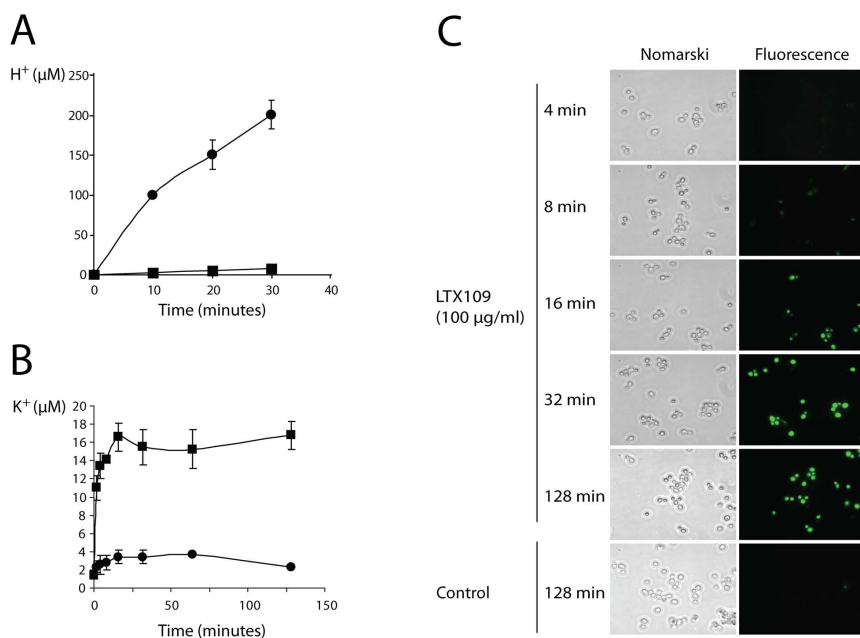 A
H⁺ (µM)
250
200
150
100
50
0
0 10 20 30 40
Time (minutes)
B
K⁺ (µM)
20
18
16
14
12
10
8
6
4
2
0
0 50 100 150
Time (minutes)
C
Nomarski Fluorescence
4 min
8 min
16 min
LTX109
(100 µg/ml)
32 min
128 min
Control 128 min